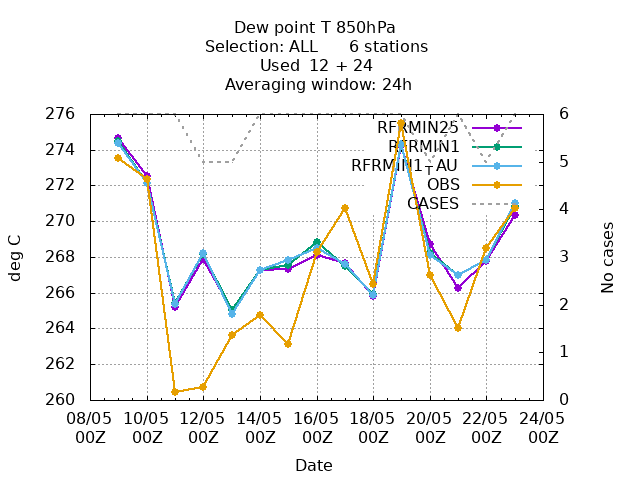 Dew point T 850hPa
Selection: ALL 6 stations
Used 12 + 24
Averaging window: 24h
276
274
272
270
268
266
264
262
260
6
5
4
3
2
1
0
deg C
No cases
RFRMIN25
RFRMIN1
RFRMIN1_AU
OBS
CASES
08/05 10/05 12/05 14/05 16/05 18/05 20/05 22/05 24/05
00Z 00Z 00Z 00Z 00Z 00Z 00Z 00Z 00Z
Date